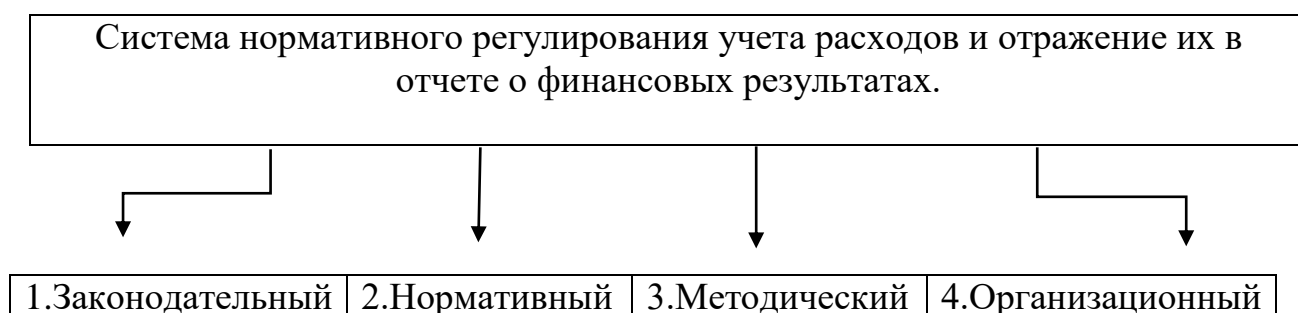 Система нормативного регулирования учета расходов и отражение их в
отчете о финансовых результатах.
1.Законодательный 2.Нормативный 3.Методический 4.Организационный